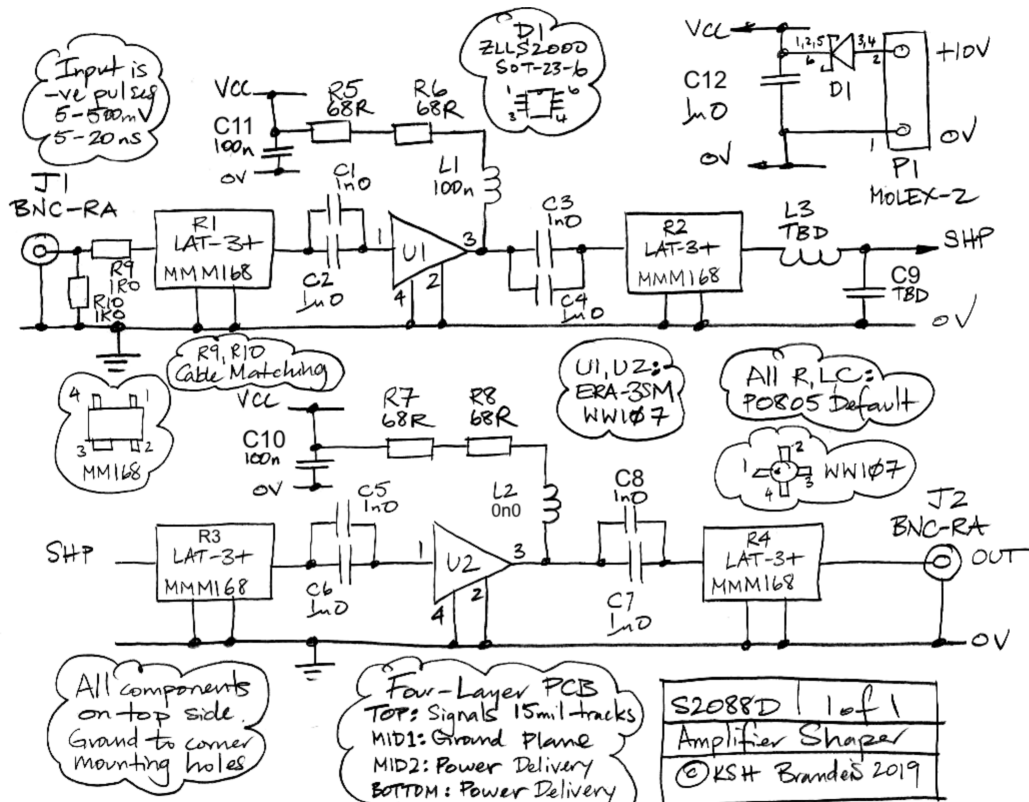 Input is
-ve pulses
5-500mV
5-20ns
J1
BNC-RA
R9
1R0
R10
1K0
R1
LAT-3+
MMM168
VCC
C11
100n
0V
R5
68R
R6
68R
D1
ZLLS2000
SOT-23-6
1
6
3
4
L1
100n
C1
1n0
C2
1u0
1
U1
3
4
2
C3
1n0
C4
1u0
R2
LAT-3+
MMM168
L3
TBD
SHP
C9
TBD
0V
VCC
1,2,5
6
3,4
2
D1
+10V
C12
1u0
0V
1
0V
P1
MOLEX-2
R9, R10
Cable Matching
4
1
3
2
MM168
VCC
C10
100n
0V
R7
68R
R8
68R
U1, U2:
ERA-3SM
WW107
All R, L C:
P0805 Default
1
2
3
4
WW107
SHP
R3
LAT-3+
MMM168
C5
1n0
C6
1u0
1
U2
3
4
2
L2
0n0
C8
1n0
C7
1u0
R4
LAT-3+
MMM168
J2
BNC-RA
OUT
0V
All components
on top side.
Ground to corner
mounting holes
Four-Layer PCB
TOP: Signals 15mil tracks
MID1: Ground Plane
MID2: Power Delivery
BOTTOM: Power Delivery
S2088D 1 of 1
Amplifier Shaper
© KSH Brandeis 2019